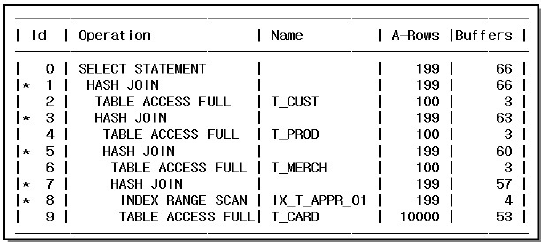 | Id | Operation | Name | A-Rows |Buffers |
| 0 | SELECT STATEMENT | | 199 | 66 |
|* 1 | HASH JOIN | | 199 | 66 |
| 2 | TABLE ACCESS FULL | T_CUST | 100 | 3 |
|* 3 | HASH JOIN | | 199 | 63 |
| 4 | TABLE ACCESS FULL | T_PROD | 100 | 3 |
|* 5 | HASH JOIN | | 199 | 60 |
| 6 | TABLE ACCESS FULL | T_MERCH | 100 | 3 |
|* 7 | HASH JOIN | | 199 | 57 |
|* 8 | INDEX RANGE SCAN | IX_T_APPR_01 | 199 | 4 |
| 9 | TABLE ACCESS FULL| T_CARD | 10000 | 53 |